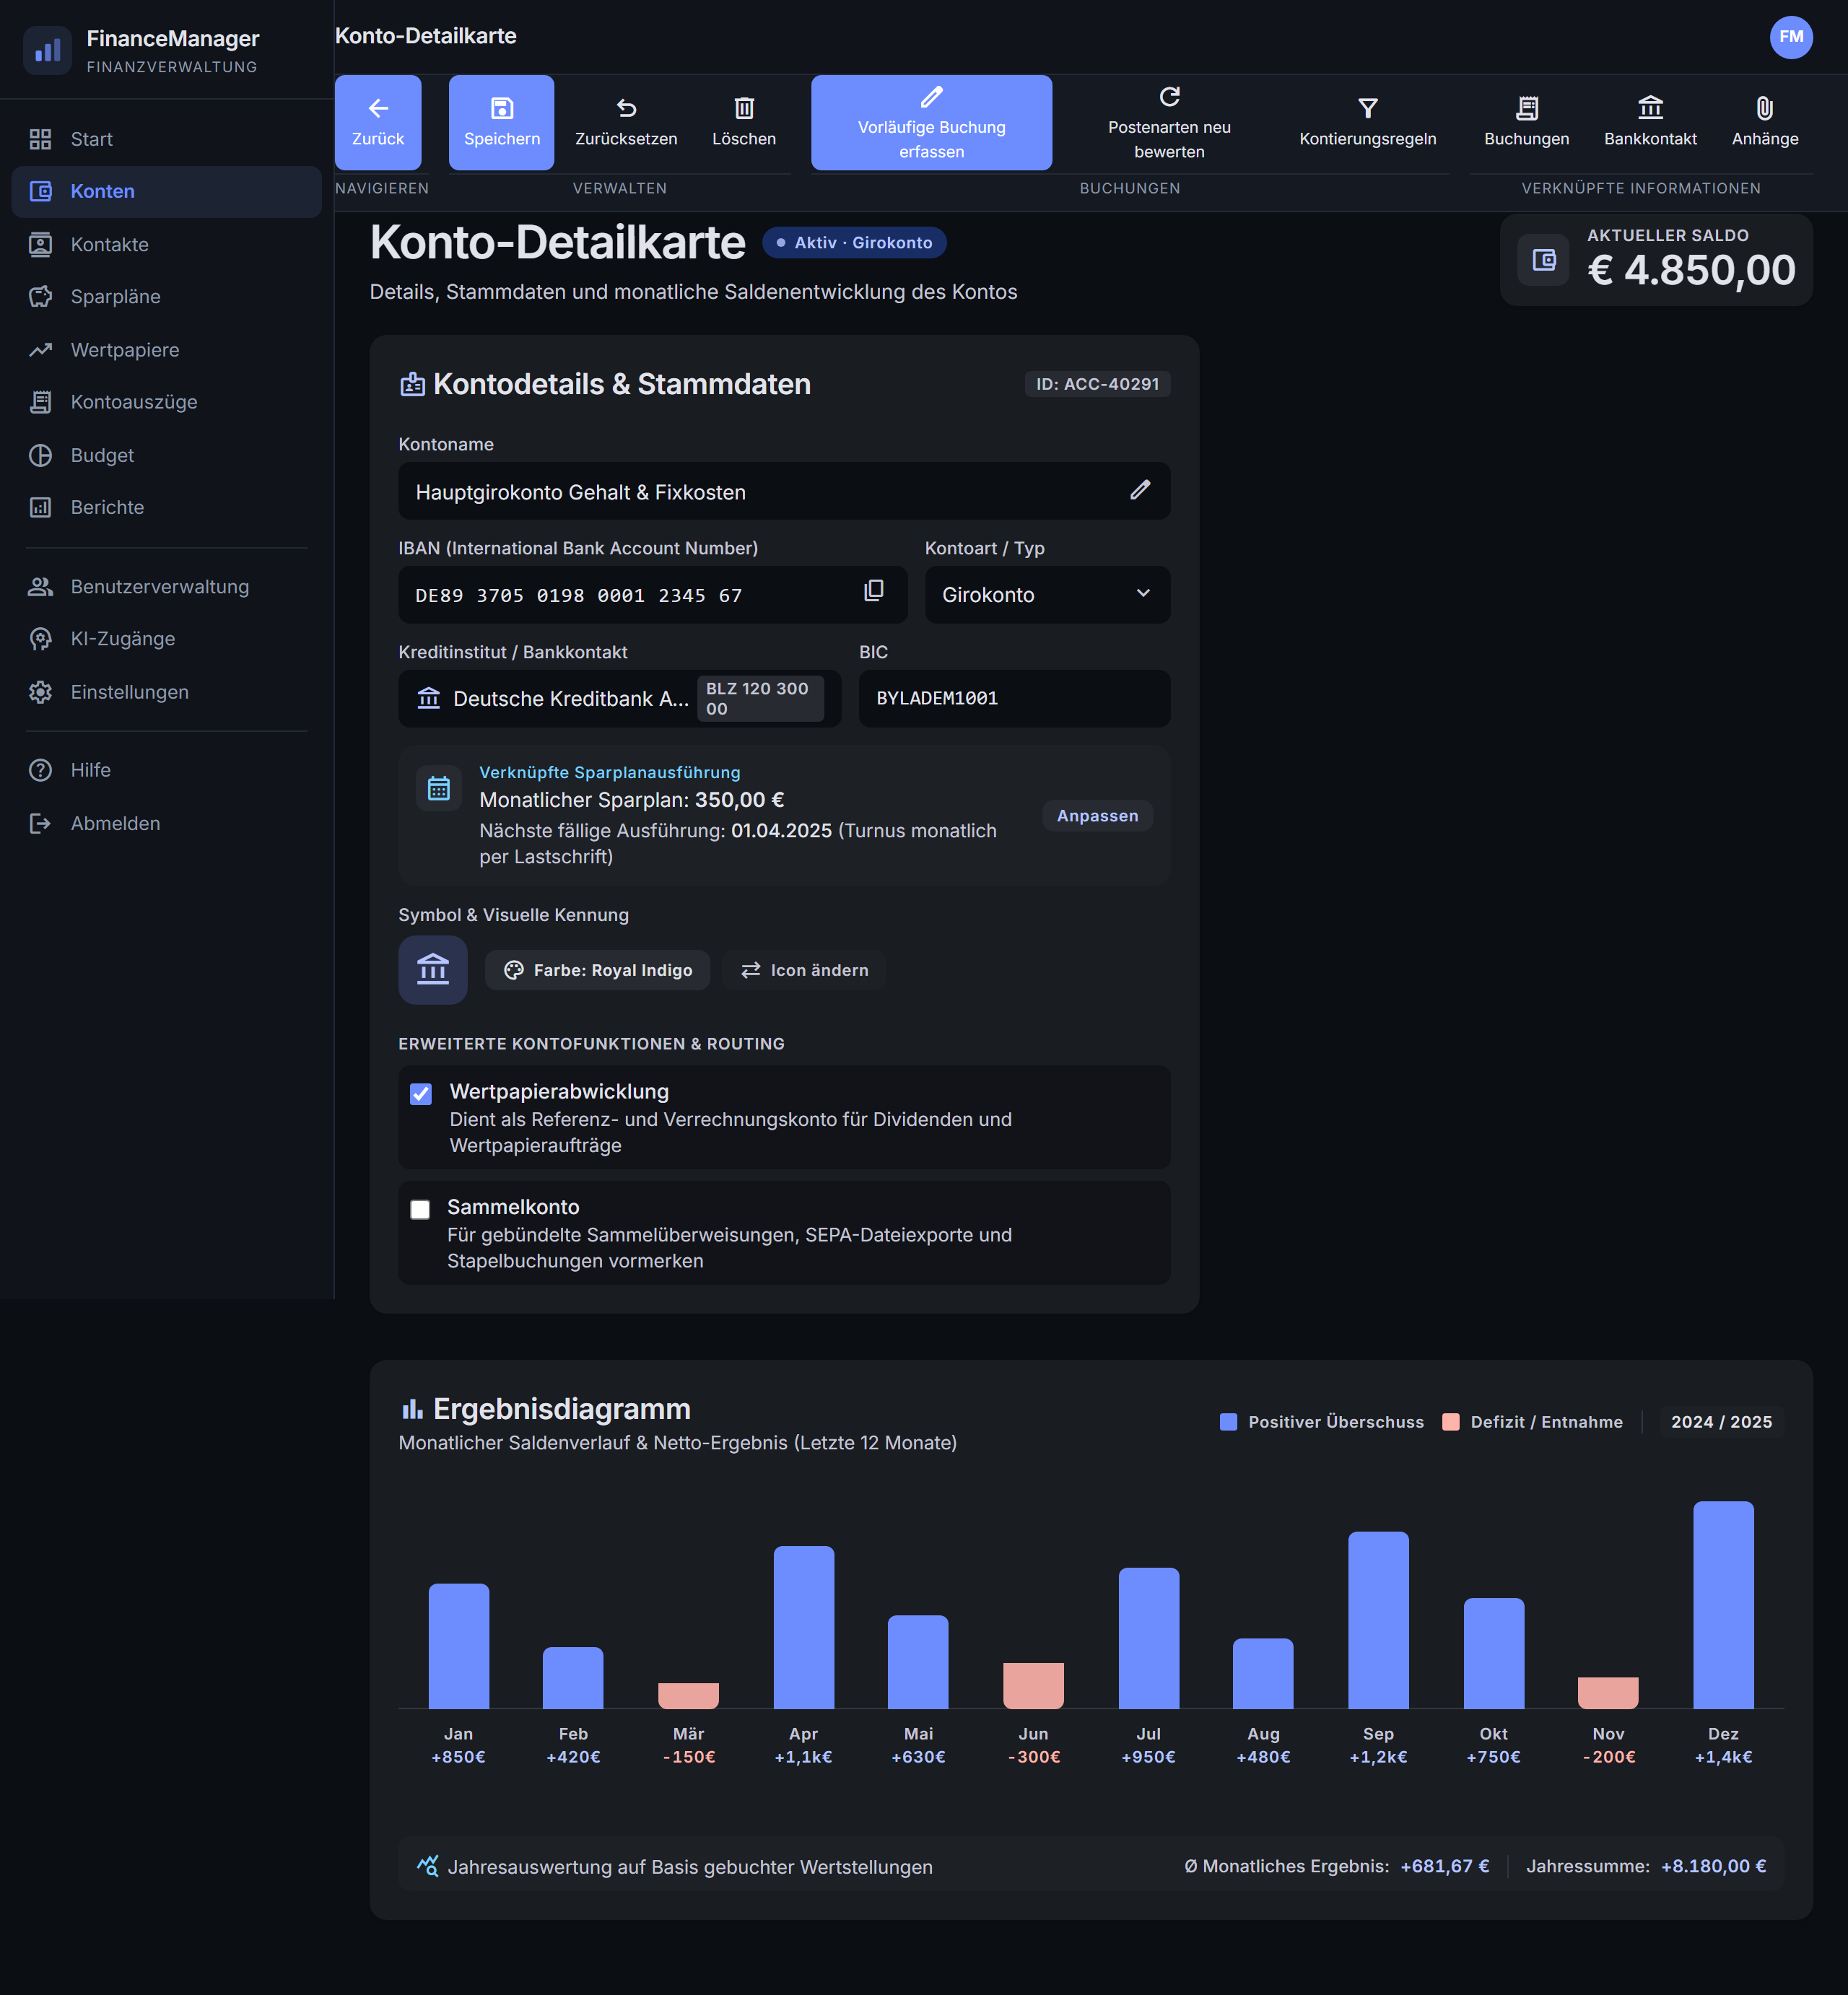 FinanceManager
FINANZVERWALTUNG
Start
Konten
Kontakte
Sparpläne
Wertpapiere
Kontoauszüge
Budget
Berichte
Benutzerverwaltung
KI-Zugänge
Einstellungen
Hilfe
Abmelden
Konto-Detailkarte
FM
Zurück
NAVIGIEREN
Speichern
Zurücksetzen
Löschen
VERWALTEN
Vorläufige Buchung
erfassen
Postenarten neu
bewerten
Kontierungsregeln
BUCHUNGEN
Buchungen
Bankkontakt
Anhänge
VERKNÜPFTE INFORMATIONEN
Konto-Detailkarte
Aktiv · Girokonto
Details, Stammdaten und monatliche Saldenentwicklung des Kontos
AKTUELLER SALDO
€ 4.850,00
Kontodetails & Stammdaten
ID: ACC-40291
Kontoname
Hauptgirokonto Gehalt & Fixkosten
IBAN (International Bank Account Number)
DE89 3705 0198 0001 2345 67
Kontoart / Typ
Girokonto
Kreditinstitut / Bankkontakt
Deutsche Kreditbank A...
BLZ 120 300
00
BIC
BYLADEM1001
Verknüpfte Sparplanausführung
Monatlicher Sparplan: 350,00 €
Nächste fällige Ausführung: 01.04.2025 (Turnus monatlich
per Lastschrift)
Anpassen
Symbol & Visuelle Kennung
Farbe: Royal Indigo
Icon ändern
ERWEITERTE KONTOFUNKTIONEN & ROUTING
Wertpapierabwicklung
Dient als Referenz- und Verrechnungskonto für Dividenden und
Wertpapieraufträge
Sammelkonto
Für gebündelte Sammelüberweisungen, SEPA-Dateiexporte und
Stapelbuchungen vormerken
Ergebnisdiagramm
Monatlicher Saldenverlauf & Netto-Ergebnis (Letzte 12 Monate)
Positiver Überschuss
Defizit / Entnahme
2024 / 2025
Jan
+850€
Feb
+420€
Mär
-150€
Apr
+1,1k€
Mai
+630€
Jun
-300€
Jul
+950€
Aug
+480€
Sep
+1,2k€
Okt
+750€
Nov
-200€
Dez
+1,4k€
Jahresauswertung auf Basis gebuchter Wertstellungen
Ø Monatliches Ergebnis: +681,67 €
Jahressumme: +8.180,00 €